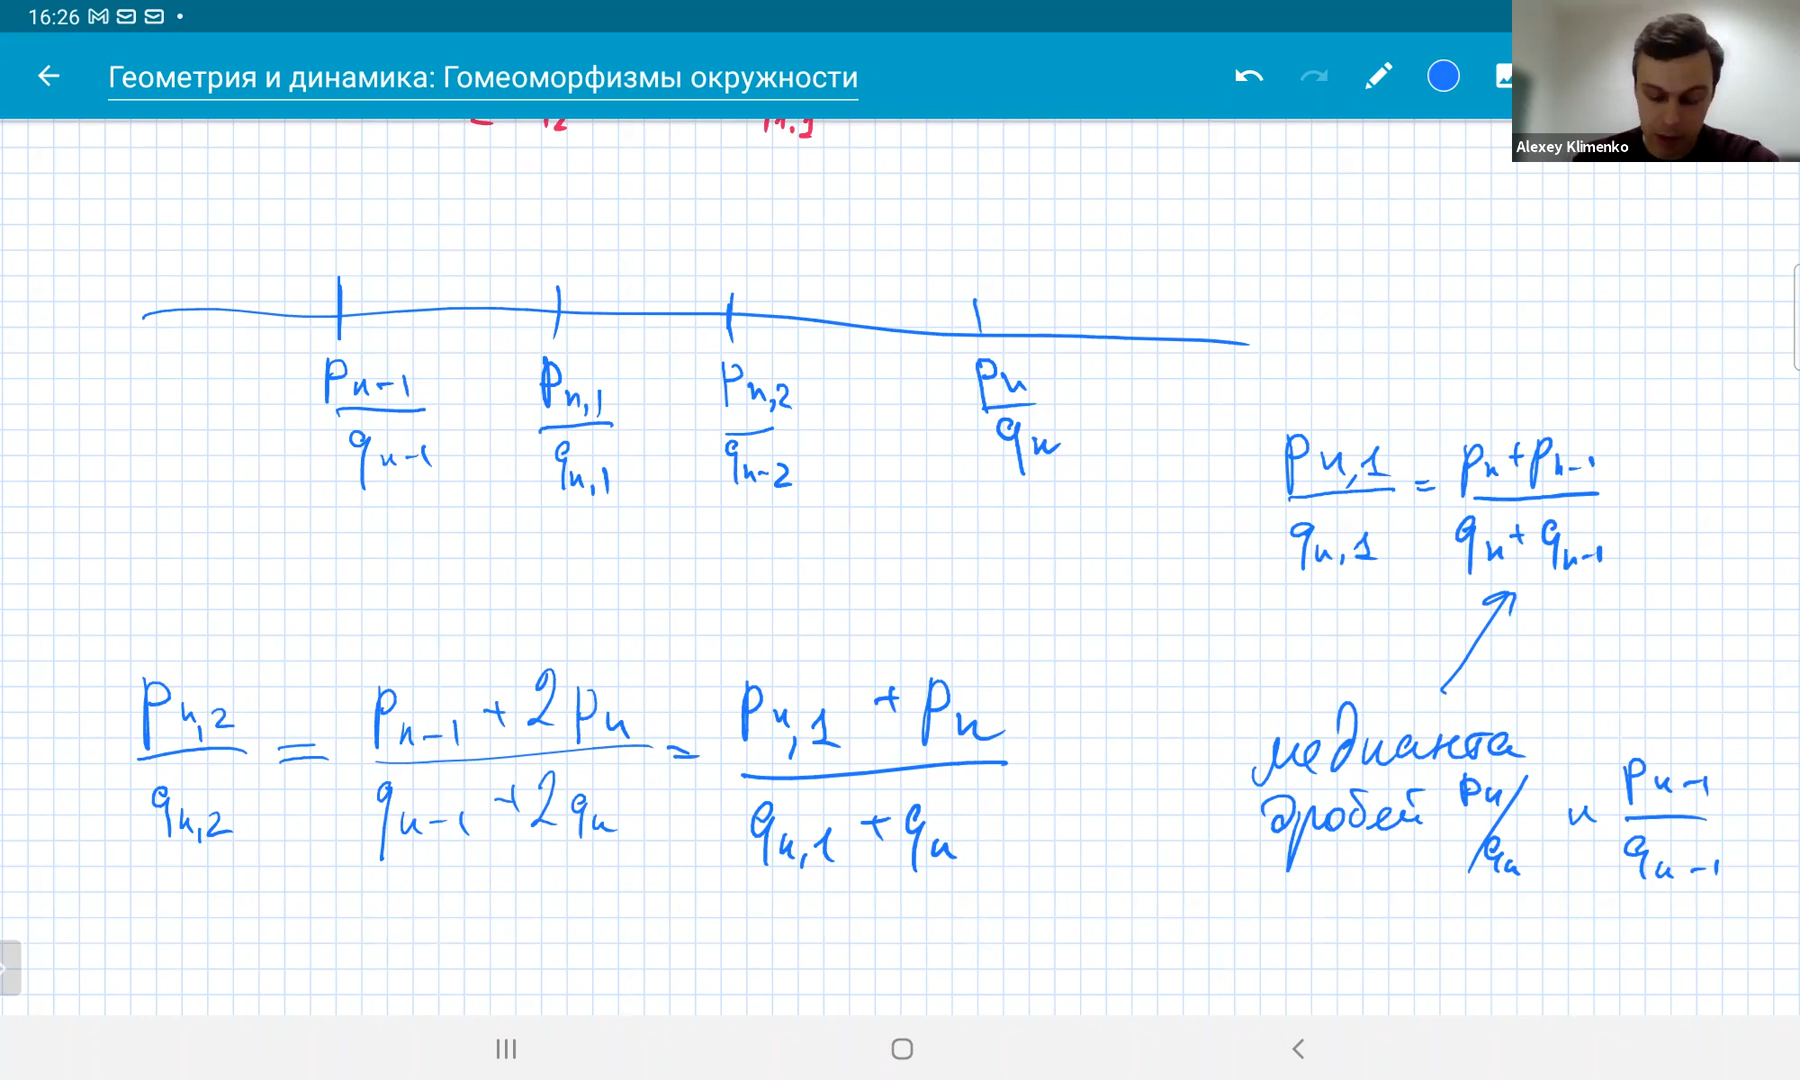 16:26
Геометрия и динамика: Гомеоморфизмы окружности
Alexey Klimenko
p_{n-1}/q_{n-1} p_{n,1}/q_{n,1} p_{n,2}/q_{n-2} p_n/q_n
p_{n,1}/q_{n,1} = (p_n + p_{n-1})/(q_n + q_{n-1})
p_{n,2}/q_{n,2} = (p_{n-1} + 2p_n)/(q_{n-1} + 2q_n) = (p_{n,1} + p_n)/(q_{n,1} + q_n)
медианта
дробей p_n/q_n и p_{n-1}/q_{n-1}